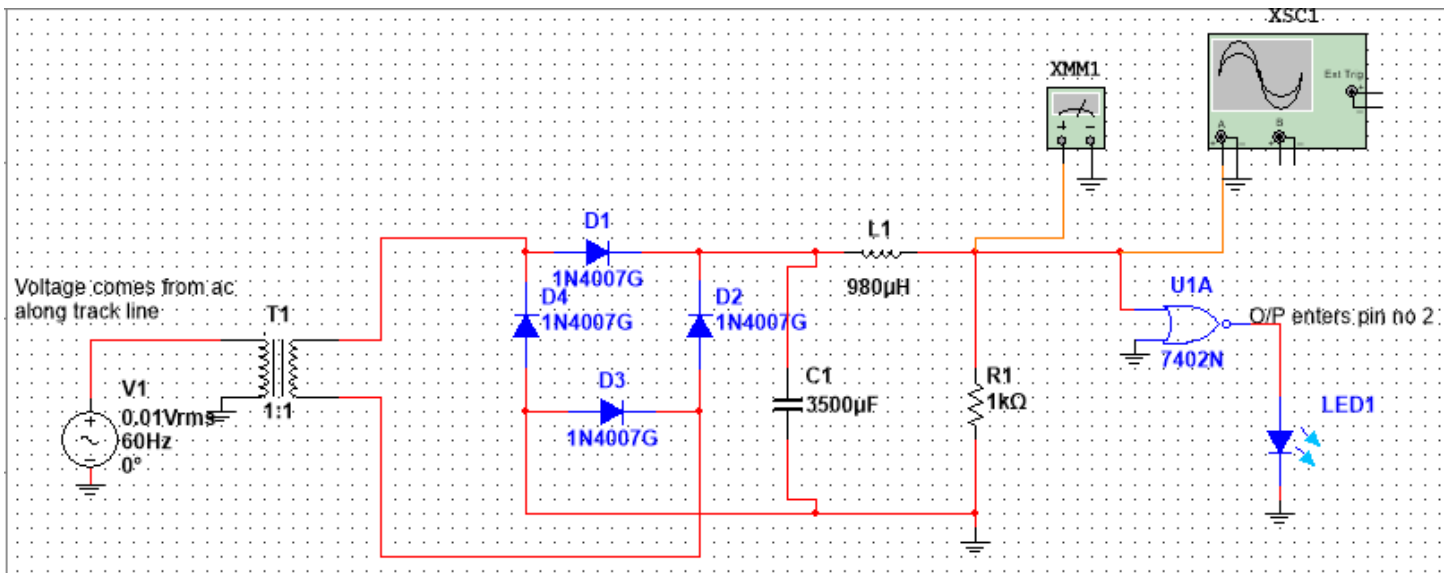 XSC1
Ext Trig
+
−
A
B
+ − + −
XMM1
+ −
D1
1N4007G
L1
980µH
Voltage comes from ac
along track line
T1
1:1
D4
1N4007G
D2
1N4007G
U1A
7402N
O/P enters pin no 2
V1
0.01Vrms
60Hz
0°
+
−
D3
1N4007G
C1
3500µF
R1
1kΩ
LED1